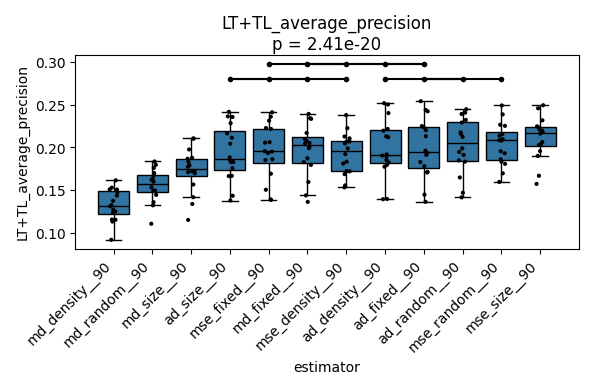 LT+TL_average_precision
p = 2.41e-20
LT+TL_average_precision
0.30
0.25
0.20
0.15
0.10
md_density__90
md_random__90
md_size__90
ad_size__90
mse_fixed__90
md_fixed__90
mse_density__90
ad_density__90
ad_fixed__90
ad_random__90
mse_random__90
mse_size__90
estimator